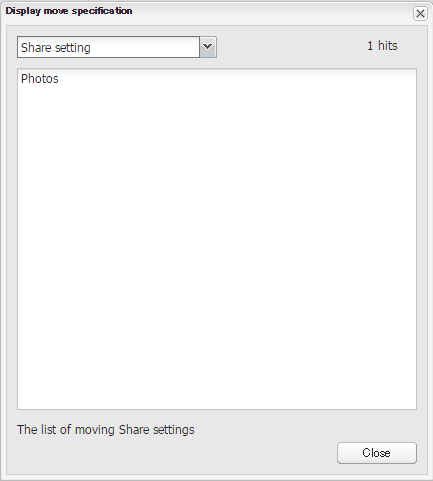 Display move specification
Share setting
1 hits
Photos
The list of moving Share settings
Close